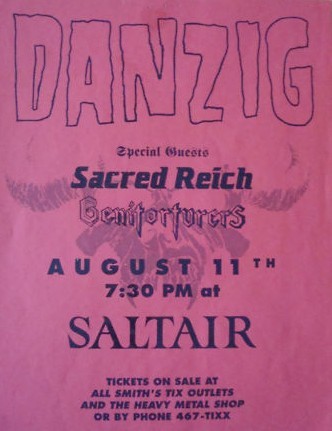 DANZIG
Special Guests
Sacred Reich
Genitorturers
AUGUST 11TH
7:30 PM at
SALTAIR
TICKETS ON SALE AT
ALL SMITH'S TIX OUTLETS
AND THE HEAVY METAL SHOP
OR BY PHONE 467-TIXX